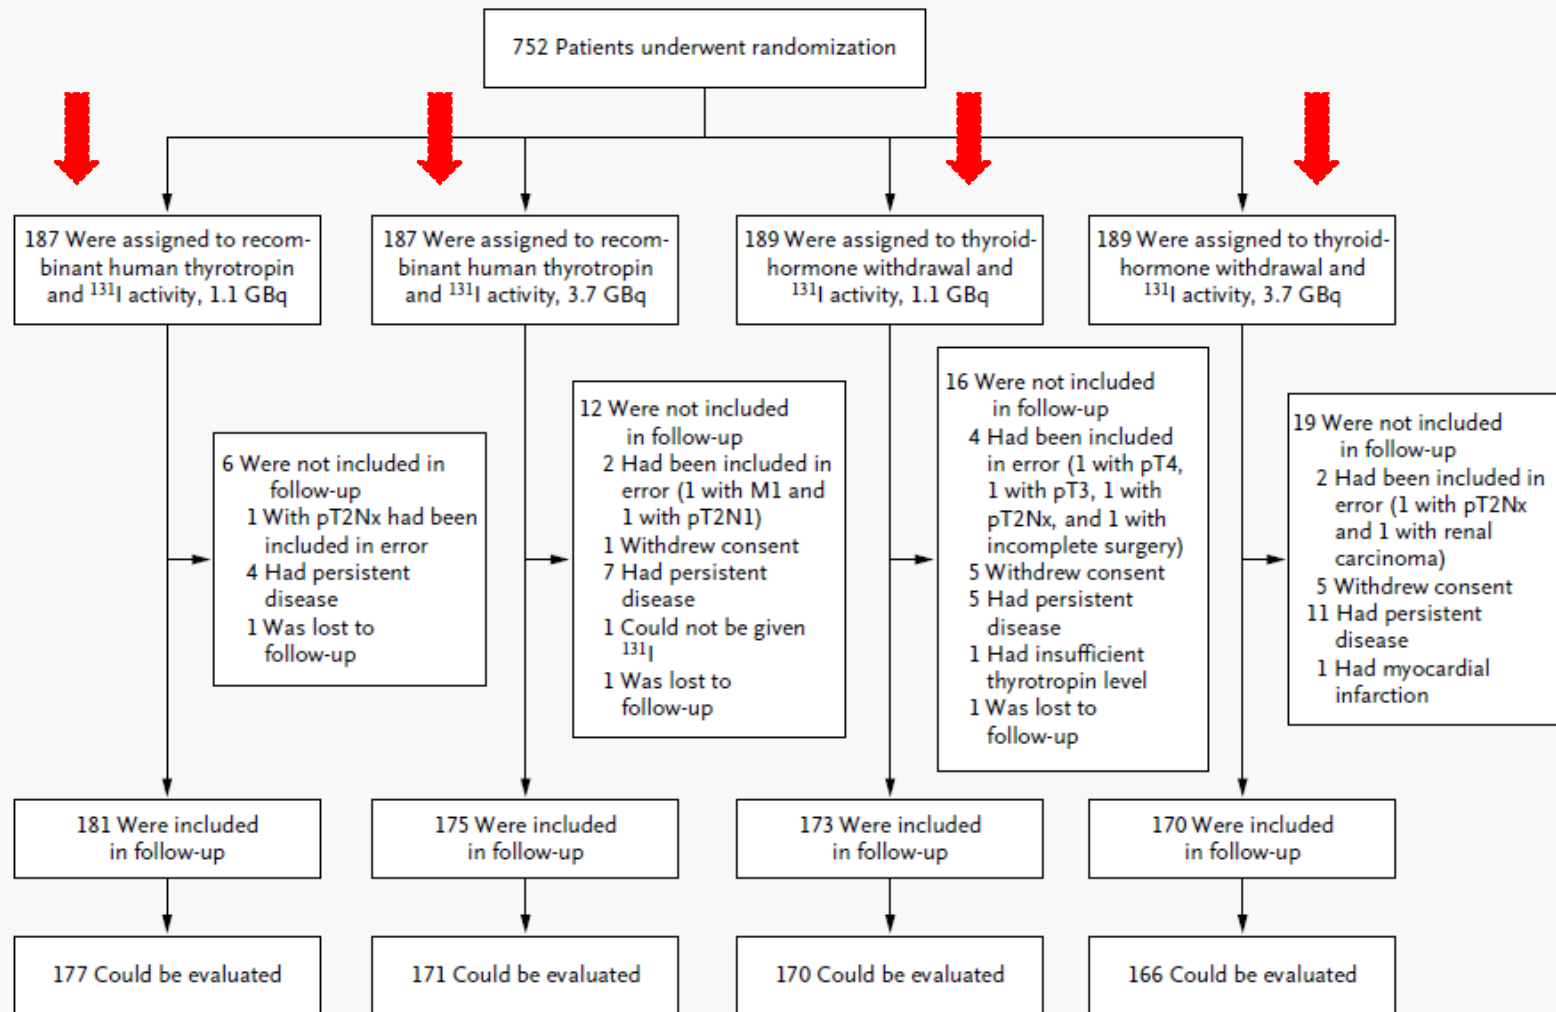 752 Patients underwent randomization
187 Were assigned to recom-
binant human thyrotropin
and ¹³¹I activity, 1.1 GBq
187 Were assigned to recom-
binant human thyrotropin
and ¹³¹I activity, 3.7 GBq
189 Were assigned to thyroid-
hormone withdrawal and
¹³¹I activity, 1.1 GBq
189 Were assigned to thyroid-
hormone withdrawal and
¹³¹I activity, 3.7 GBq
6 Were not included in
follow-up
1 With pT2Nx had been
included in error
4 Had persistent
disease
1 Was lost to
follow-up
12 Were not included
in follow-up
2 Had been included in
error (1 with M1 and
1 with pT2N1)
1 Withdrew consent
7 Had persistent
disease
1 Could not be given
¹³¹I
1 Was lost to
follow-up
16 Were not included
in follow-up
4 Had been included
in error (1 with pT4,
1 with pT3, 1 with
pT2Nx, and 1 with
incomplete surgery)
5 Withdrew consent
5 Had persistent
disease
1 Had insufficient
thyrotropin level
1 Was lost to
follow-up
19 Were not included
in follow-up
2 Had been included in
error (1 with pT2Nx
and 1 with renal
carcinoma)
5 Withdrew consent
11 Had persistent
disease
1 Had myocardial
infarction
181 Were included
in follow-up
175 Were included
in follow-up
173 Were included
in follow-up
170 Were included
in follow-up
177 Could be evaluated
171 Could be evaluated
170 Could be evaluated
166 Could be evaluated